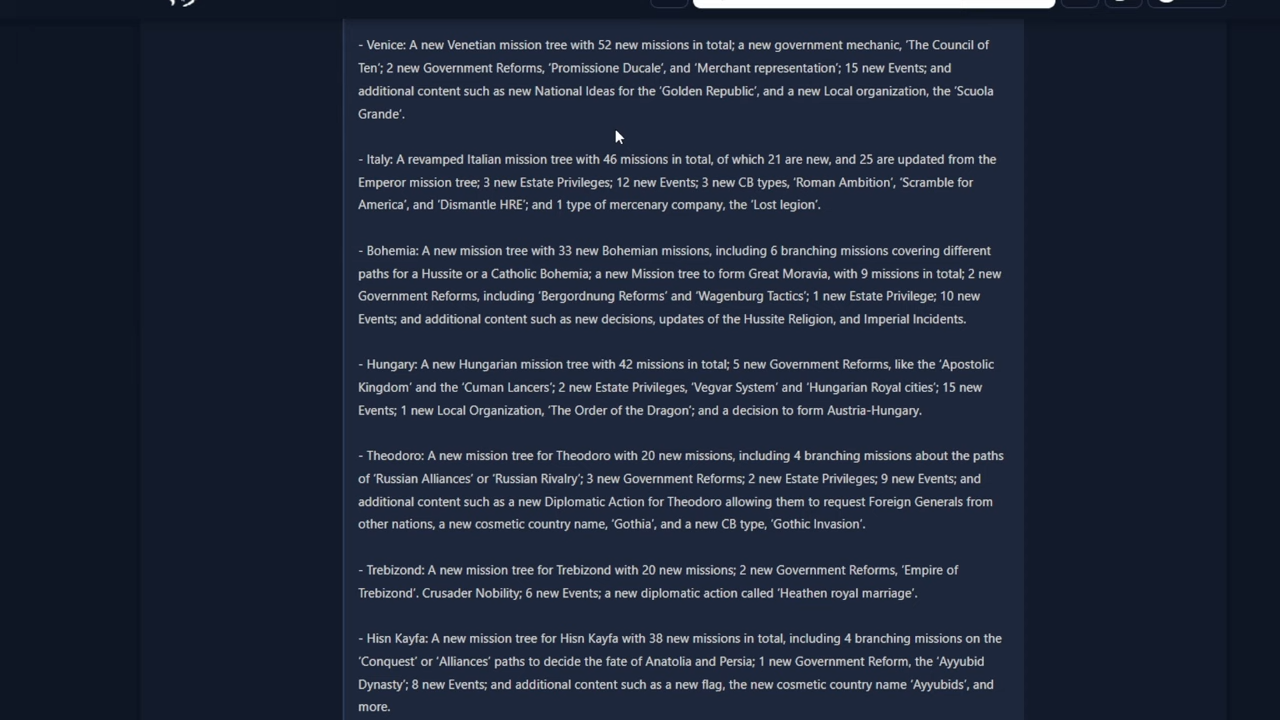 - Venice: A new Venetian mission tree with 52 new missions in total; a new government mechanic, ‘The Council of
Ten’; 2 new Government Reforms, ‘Promissione Ducale’, and ‘Merchant representation’; 15 new Events; and
additional content such as new National Ideas for the ‘Golden Republic’, and a new Local organization, the ‘Scuola
Grande’.
- Italy: A revamped Italian mission tree with 46 missions in total, of which 21 are new, and 25 are updated from the
Emperor mission tree; 3 new Estate Privileges; 12 new Events; 3 new CB types, ‘Roman Ambition’, ‘Scramble for
America’, and ‘Dismantle HRE’; and 1 type of mercenary company, the ‘Lost legion’.
- Bohemia: A new mission tree with 33 new Bohemian missions, including 6 branching missions covering different
paths for a Hussite or a Catholic Bohemia; a new Mission tree to form Great Moravia, with 9 missions in total; 2 new
Government Reforms, including ‘Bergordnung Reforms’ and ‘Wagenburg Tactics’; 1 new Estate Privilege; 10 new
Events; and additional content such as new decisions, updates of the Hussite Religion, and Imperial Incidents.
- Hungary: A new Hungarian mission tree with 42 missions in total; 5 new Government Reforms, like the ‘Apostolic
Kingdom’ and the ‘Cuman Lancers’; 2 new Estate Privileges, ‘Vegvar System’ and ‘Hungarian Royal cities’; 15 new
Events; 1 new Local Organization, ‘The Order of the Dragon’; and a decision to form Austria-Hungary.
- Theodoro: A new mission tree for Theodoro with 20 new missions, including 4 branching missions about the paths
of ‘Russian Alliances’ or ‘Russian Rivalry’; 3 new Government Reforms; 2 new Estate Privileges; 9 new Events; and
additional content such as a new Diplomatic Action for Theodoro allowing them to request Foreign Generals from
other nations, a new cosmetic country name, ‘Gothia’, and a new CB type, ‘Gothic Invasion’.
- Trebizond: A new mission tree for Trebizond with 20 new missions; 2 new Government Reforms, ‘Empire of
Trebizond’. Crusader Nobility; 6 new Events; a new diplomatic action called ‘Heathen royal marriage’.
- Hisn Kayfa: A new mission tree for Hisn Kayfa with 38 new missions in total, including 4 branching missions on the
‘Conquest’ or ‘Alliances’ paths to decide the fate of Anatolia and Persia; 1 new Government Reform, the ‘Ayyubid
Dynasty’; 8 new Events; and additional content such as a new flag, the new cosmetic country name ‘Ayyubids’, and
more.